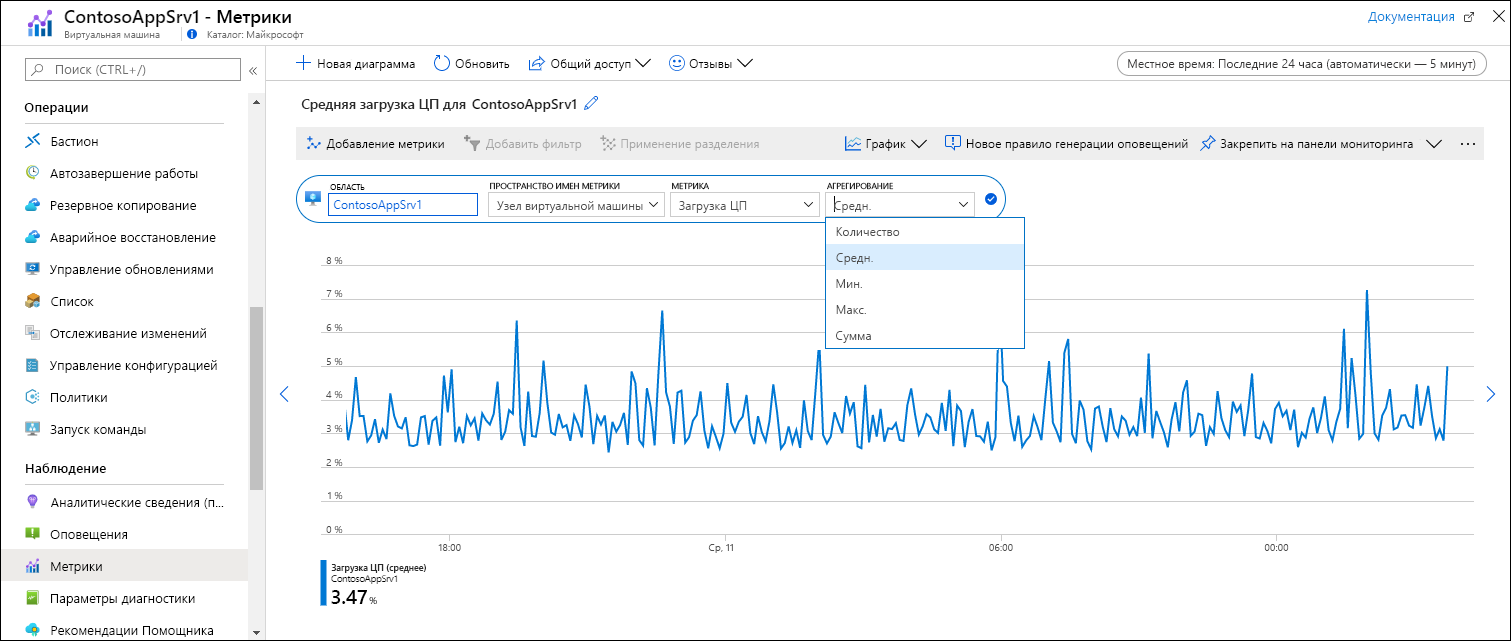 ContosoAppSrv1 - Метрики
Виртуальная машина
Каталог: Майкрософт
Документация
Поиск (CTRL+/)
«
Операции
Бастион
Автозавершение работы
Резервное копирование
Аварийное восстановление
Управление обновлениями
Список
Отслеживание изменений
Управление конфигурацией
Политики
Запуск команды
Наблюдение
Аналитические сведения (п...
Оповещения
Метрики
Параметры диагностики
Рекомендации Помощника
Новая диаграмма
Обновить
Общий доступ
Отзывы
Местное время: Последние 24 часа (автоматически — 5 минут)
Средняя загрузка ЦП для ContosoAppSrv1
Добавление метрики
Добавить фильтр
Применение разделения
График
Новое правило генерации оповещений
Закрепить на панели мониторинга
...
ОБЛАСТЬ
ContosoAppSrv1
ПРОСТРАНСТВО ИМЕН МЕТРИКИ
Узел виртуальной машины
МЕТРИКА
Загрузка ЦП
АГРЕГИРОВАНИЕ
Средн.
Количество
Средн.
Мин.
Макс.
Сумма
8 %
7 %
6 %
5 %
4 %
3 %
2 %
1 %
0 %
18:00
Ср, 11
06:00
00:00
Загрузка ЦП (среднее)
ContosoAppSrv1
3.47 %